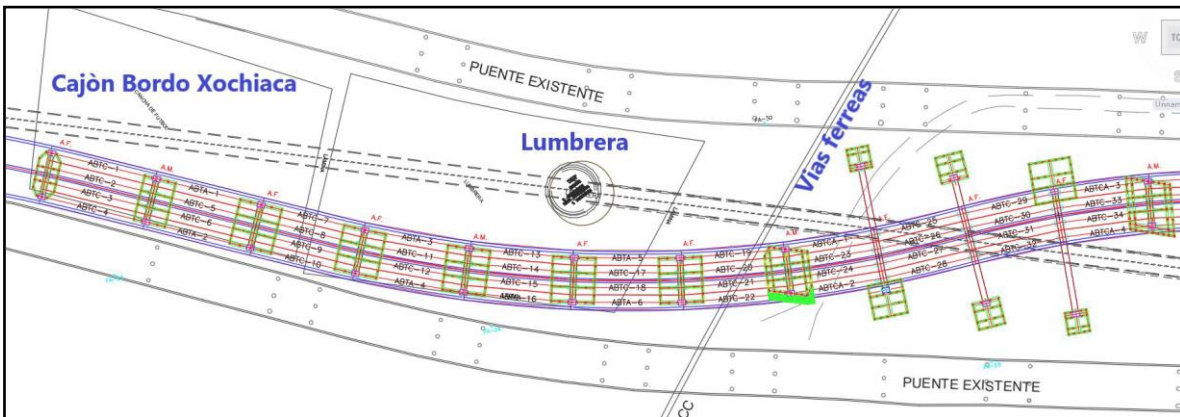 W
TO
S
Unnam
PUENTE EXISTENTE
Cajòn Bordo Xochiaca
Lumbrera
Vias ferreas
A.F.
A.M.
A.F.
A.F.
A.M.
A.F.
A.F.
A.M.
A.F.
A.F.
A.M.
ABTC-1
ABTC-2
ABTC-3
ABTC-4
ABTA-1
ABTC-5
ABTC-6
ABTA-2
ABTC-7
ABTC-8
ABTC-9
ABTC-10
ABTA-3
ABTC-11
ABTC-12
ABTA-4
ABTC-13
ABTC-14
ABTC-15
ABTC-16
ABTA-5
ABTC-17
ABTC-18
ABTA-6
ABTC-19
ABTC-20
ABTC-21
ABTC-22
ABTCA-1
ABTC-23
ABTC-24
ABTCA-2
ABTC-25
ABTC-26
ABTC-27
ABTC-28
ABTC-29
ABTC-30
ABTC-31
ABTC-32
ABTCA-3
ABTC-33
ABTC-34
ABTCA-4
PUENTE EXISTENTE
CC